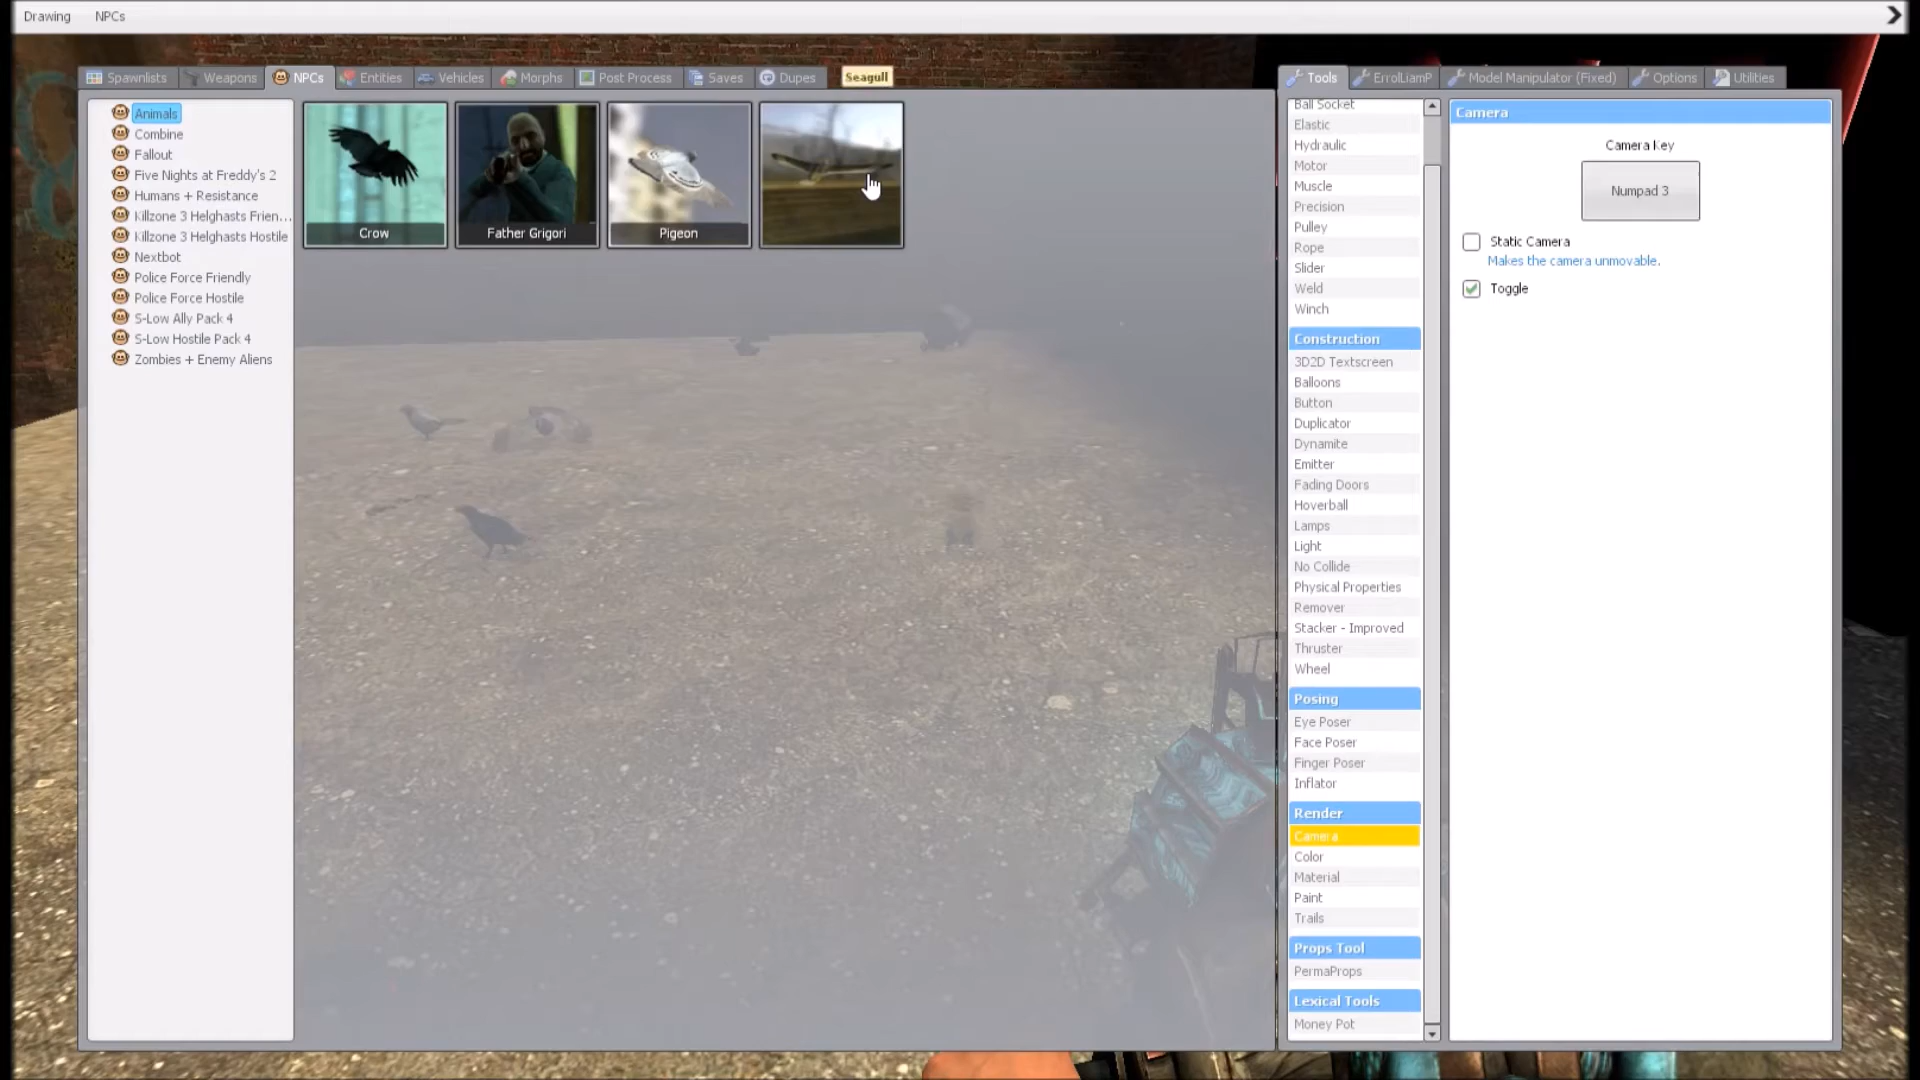 Drawing NPCs
Spawnlists Weapons NPCs Entities Vehicles Morphs Post Process Saves Dupes Seagull
Animals
Combine
Fallout
Five Nights at Freddy's 2
Humans + Resistance
Killzone 3 Helghasts Frien...
Killzone 3 Helghasts Hostile
Nextbot
Police Force Friendly
Police Force Hostile
S-Low Ally Pack 4
S-Low Hostile Pack 4
Zombies + Enemy Aliens
Crow
Father Grigori
Pigeon
Tools ErrolLiamP Model Manipulator (Fixed) Options Utilities
Ball Socket
Elastic
Hydraulic
Motor
Muscle
Precision
Pulley
Rope
Slider
Weld
Winch
Construction
3D2D Textscreen
Balloons
Button
Duplicator
Dynamite
Emitter
Fading Doors
Hoverball
Lamps
Light
No Collide
Physical Properties
Remover
Stacker - Improved
Thruster
Wheel
Posing
Eye Poser
Face Poser
Finger Poser
Inflator
Render
Camera
Color
Material
Paint
Trails
Props Tool
PermaProps
Lexical Tools
Money Pot
Camera
Camera Key
Numpad 3
Static Camera
Makes the camera unmovable.
Toggle